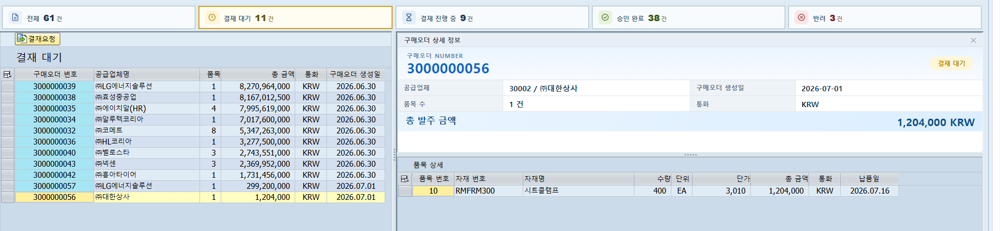 전체 61 건
결재 대기 11 건
결재 진행 중 9 건
승인 완료 38 건
반려 3 건
결재요청
결재 대기
구매오더 번호 공급업체명 품목 총 금액 통화 구매오더 생성일
3000000039 ㈜LG에너지솔루션 1 8,270,964,000 KRW 2026.06.30
3000000038 ㈜효성중공업 1 8,167,012,500 KRW 2026.06.30
3000000035 ㈜에이치알(HR) 4 7,995,619,000 KRW 2026.06.30
3000000034 ㈜알루텍코리아 1 7,017,600,000 KRW 2026.06.30
3000000032 ㈜코메트 8 5,347,263,000 KRW 2026.06.30
3000000036 ㈜HL코리아 1 3,277,500,000 KRW 2026.06.30
3000000040 ㈜벨로스타 3 2,743,551,000 KRW 2026.06.30
3000000043 ㈜넥센 3 2,369,952,000 KRW 2026.06.30
3000000042 ㈜흥아타이어 1 1,731,456,000 KRW 2026.06.30
3000000057 ㈜LG에너지솔루션 1 299,200,000 KRW 2026.07.01
3000000056 ㈜대한상사 1 1,204,000 KRW 2026.07.01
구매오더 상세 정보
구매오더 NUMBER
3000000056
결재 대기
공급업체 30002 / ㈜대한상사 구매오더 생성일 2026-07-01
품목 수 1 건 통화 KRW
총 발주 금액 1,204,000 KRW
품목 상세
품목 번호 자재 번호 자재명 수량 단위 단가 총 금액 통화 납품일
10 RMFRM300 시트클램프 400 EA 3,010 1,204,000 KRW 2026.07.16